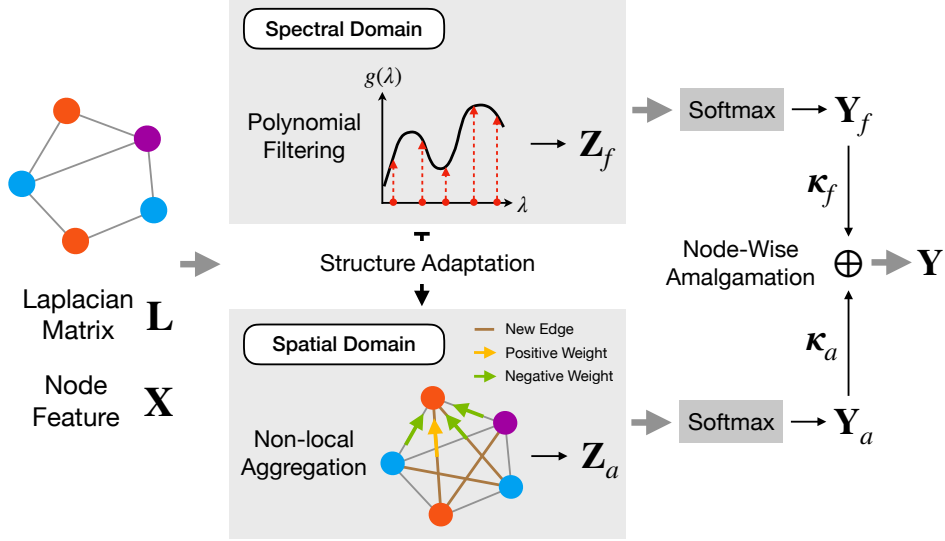 Spectral Domain
g(λ)
Polynomial
Filtering
λ
Z_f
Softmax
Y_f
κ_f
Structure Adaptation
Laplacian
Matrix
L
Node
Feature
X
Spatial Domain
New Edge
Positive Weight
Negative Weight
Non-local
Aggregation
Z_a
Softmax
Y_a
κ_a
Node-Wise
Amalgamation
⊕
Y